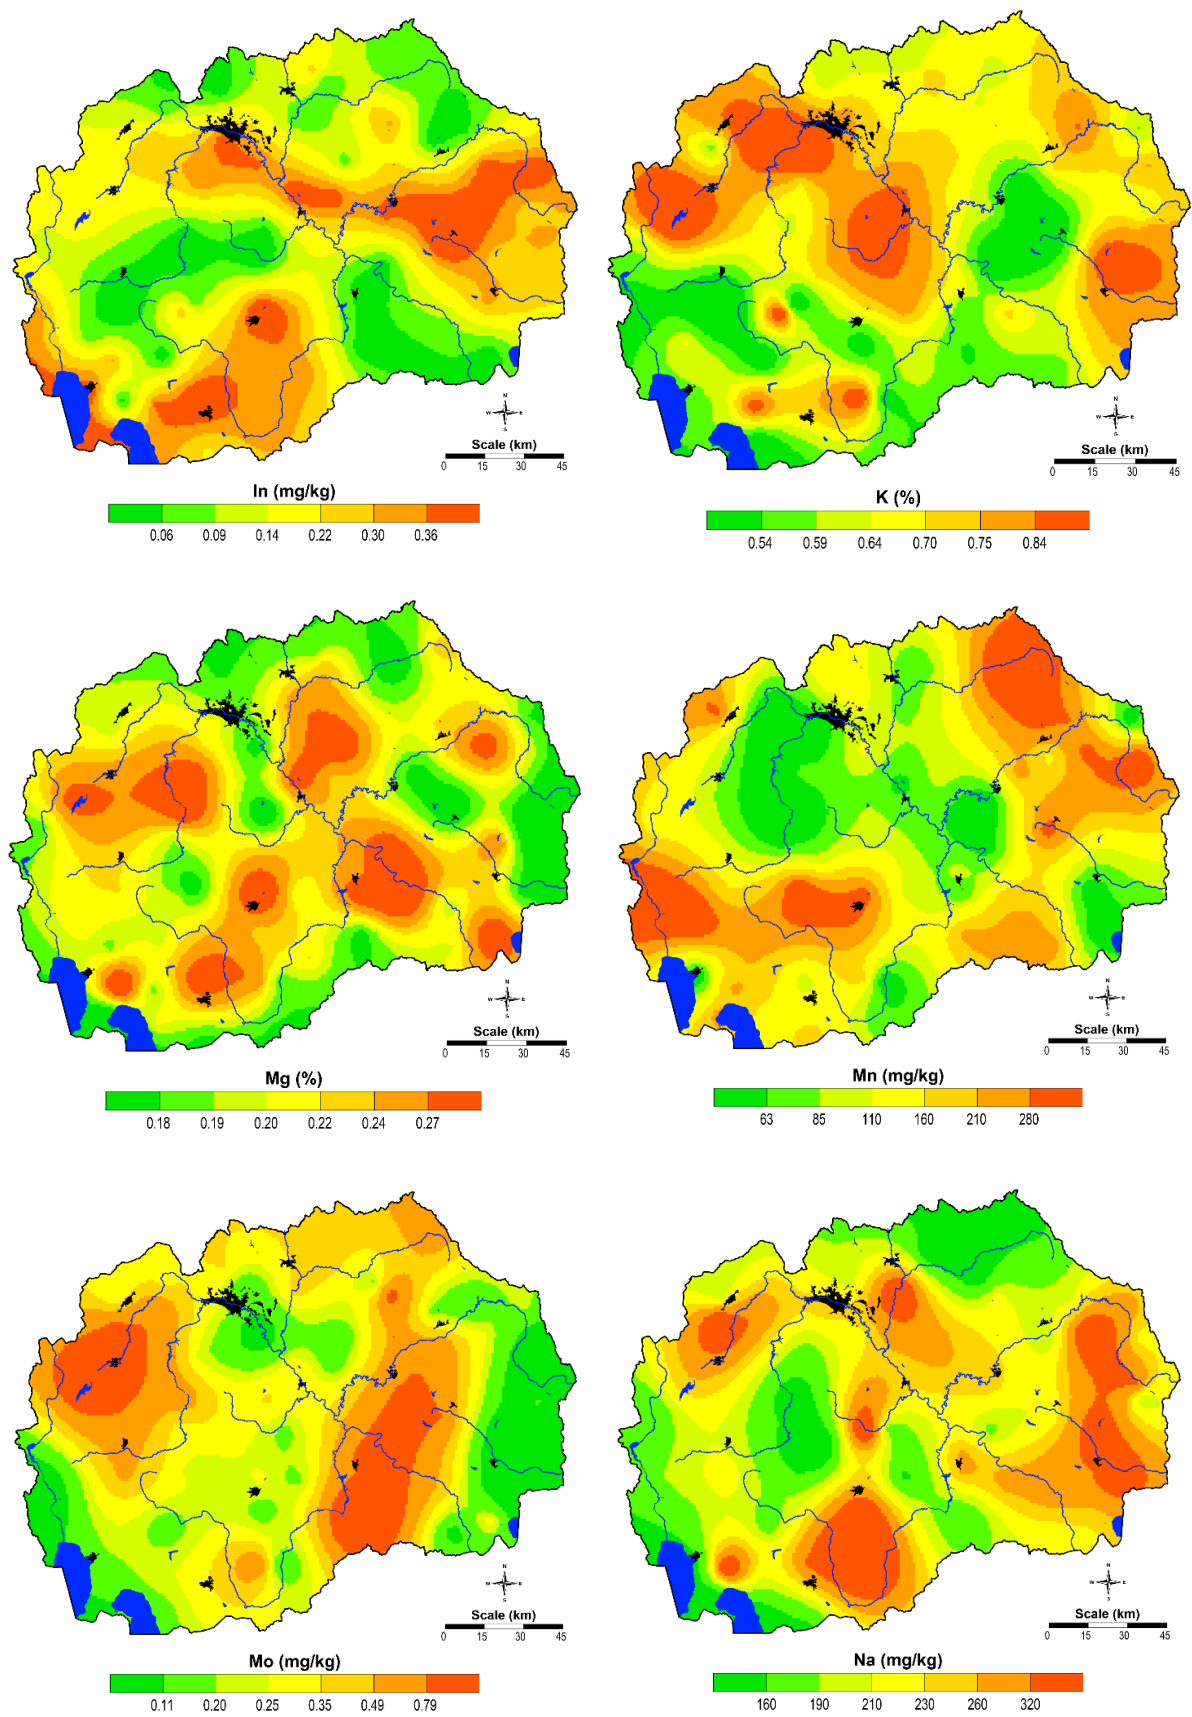 N
W E
S
Scale (km)
0 15 30 45
In (mg/kg)
0.06 0.09 0.14 0.22 0.30 0.36
N
W E
S
Scale (km)
0 15 30 45
K (%)
0.54 0.59 0.64 0.70 0.75 0.84
N
W E
S
Scale (km)
0 15 30 45
Mg (%)
0.18 0.19 0.20 0.22 0.24 0.27
N
W E
S
Scale (km)
0 15 30 45
Mn (mg/kg)
63 85 110 160 210 280
N
W E
S
Scale (km)
0 15 30 45
Mo (mg/kg)
0.11 0.20 0.25 0.35 0.49 0.79
N
W E
S
Scale (km)
0 15 30 45
Na (mg/kg)
160 190 210 230 260 320